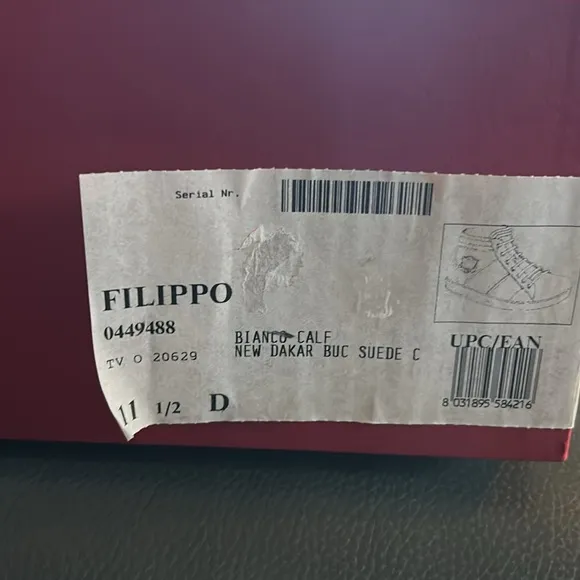 Serial Nr.
FILIPPO
0449488
TV O 20629
BIANCO CALF
NEW DAKAR BUC SUEDE C
11 1/2 D
UPC/EAN
8 031895 584216